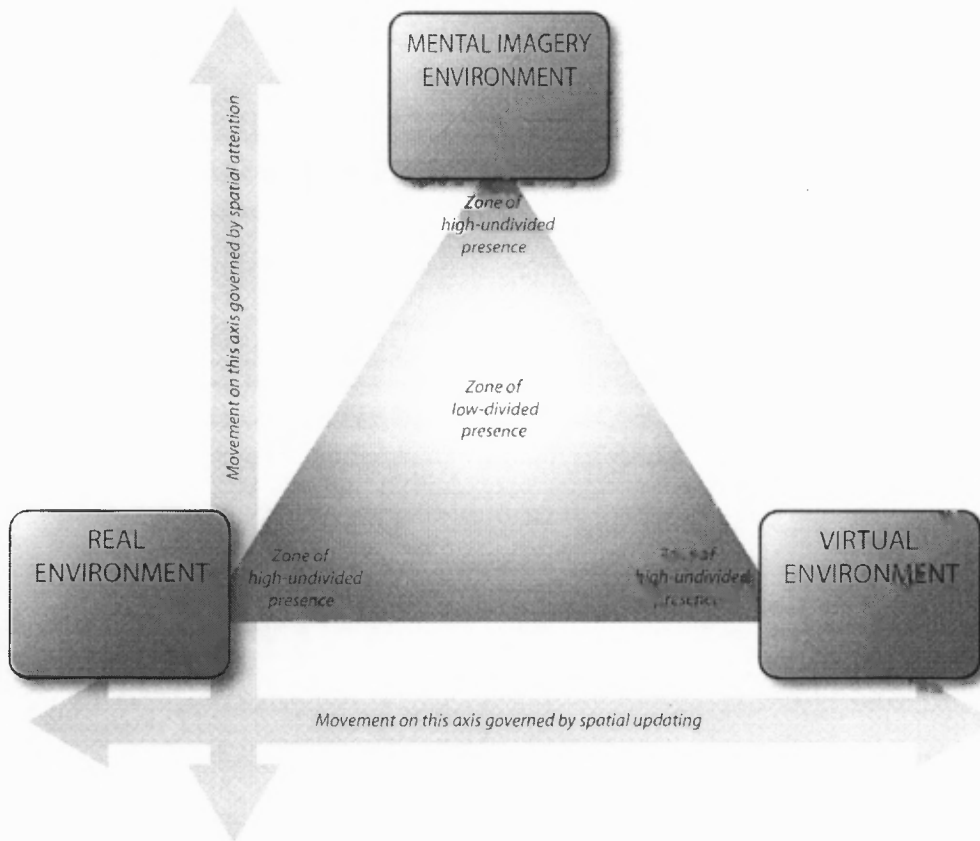 MENTAL IMAGERY
ENVIRONMENT
Movement on this axis governed by spatial attention
Zone of
high-undivided
presence
Zone of
low-divided
presence
REAL
ENVIRONMENT
Zone of
high-undivided
presence
of
high-undivided
presence
VIRTUAL
ENVIRONMENT
Movement on this axis governed by spatial updating